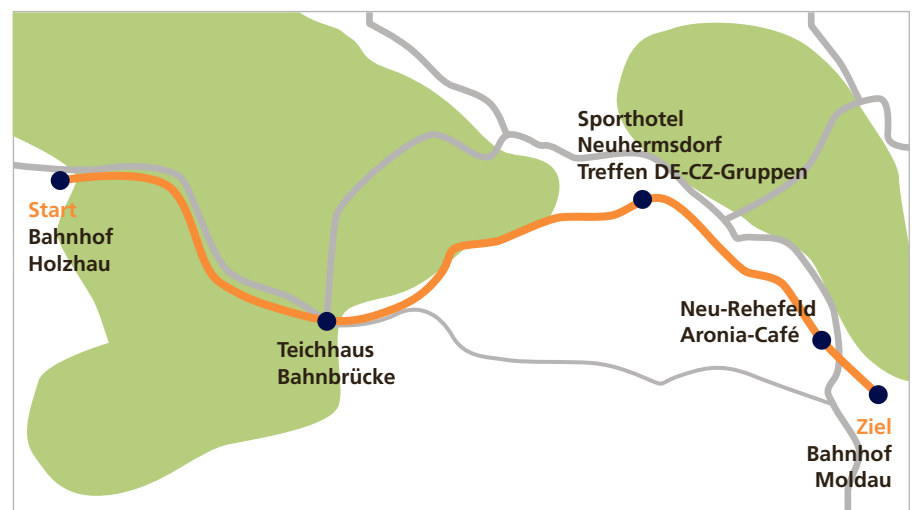 Start
Bahnhof
Holzhau
Teichhaus
Bahnbrücke
Sporthotel
Neuhermsdorf
Treffen DE-CZ-Gruppen
Neu-Rehefeld
Aronia-Café
Ziel
Bahnhof
Moldau